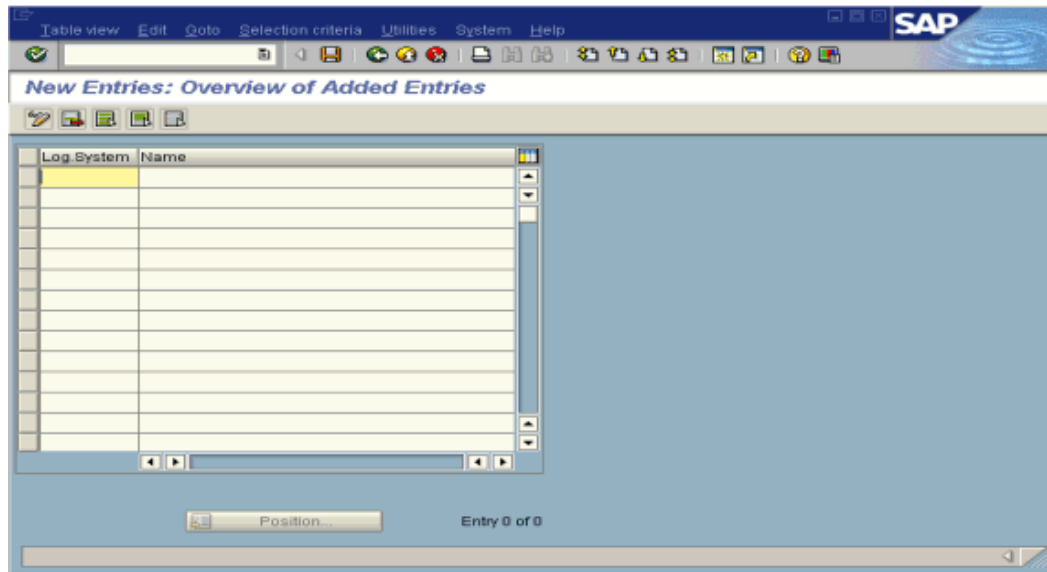 Table view Edit Goto Selection criteria Utilities System Help
SAP
New Entries: Overview of Added Entries
Log.System Name
Position... Entry 0 of 0